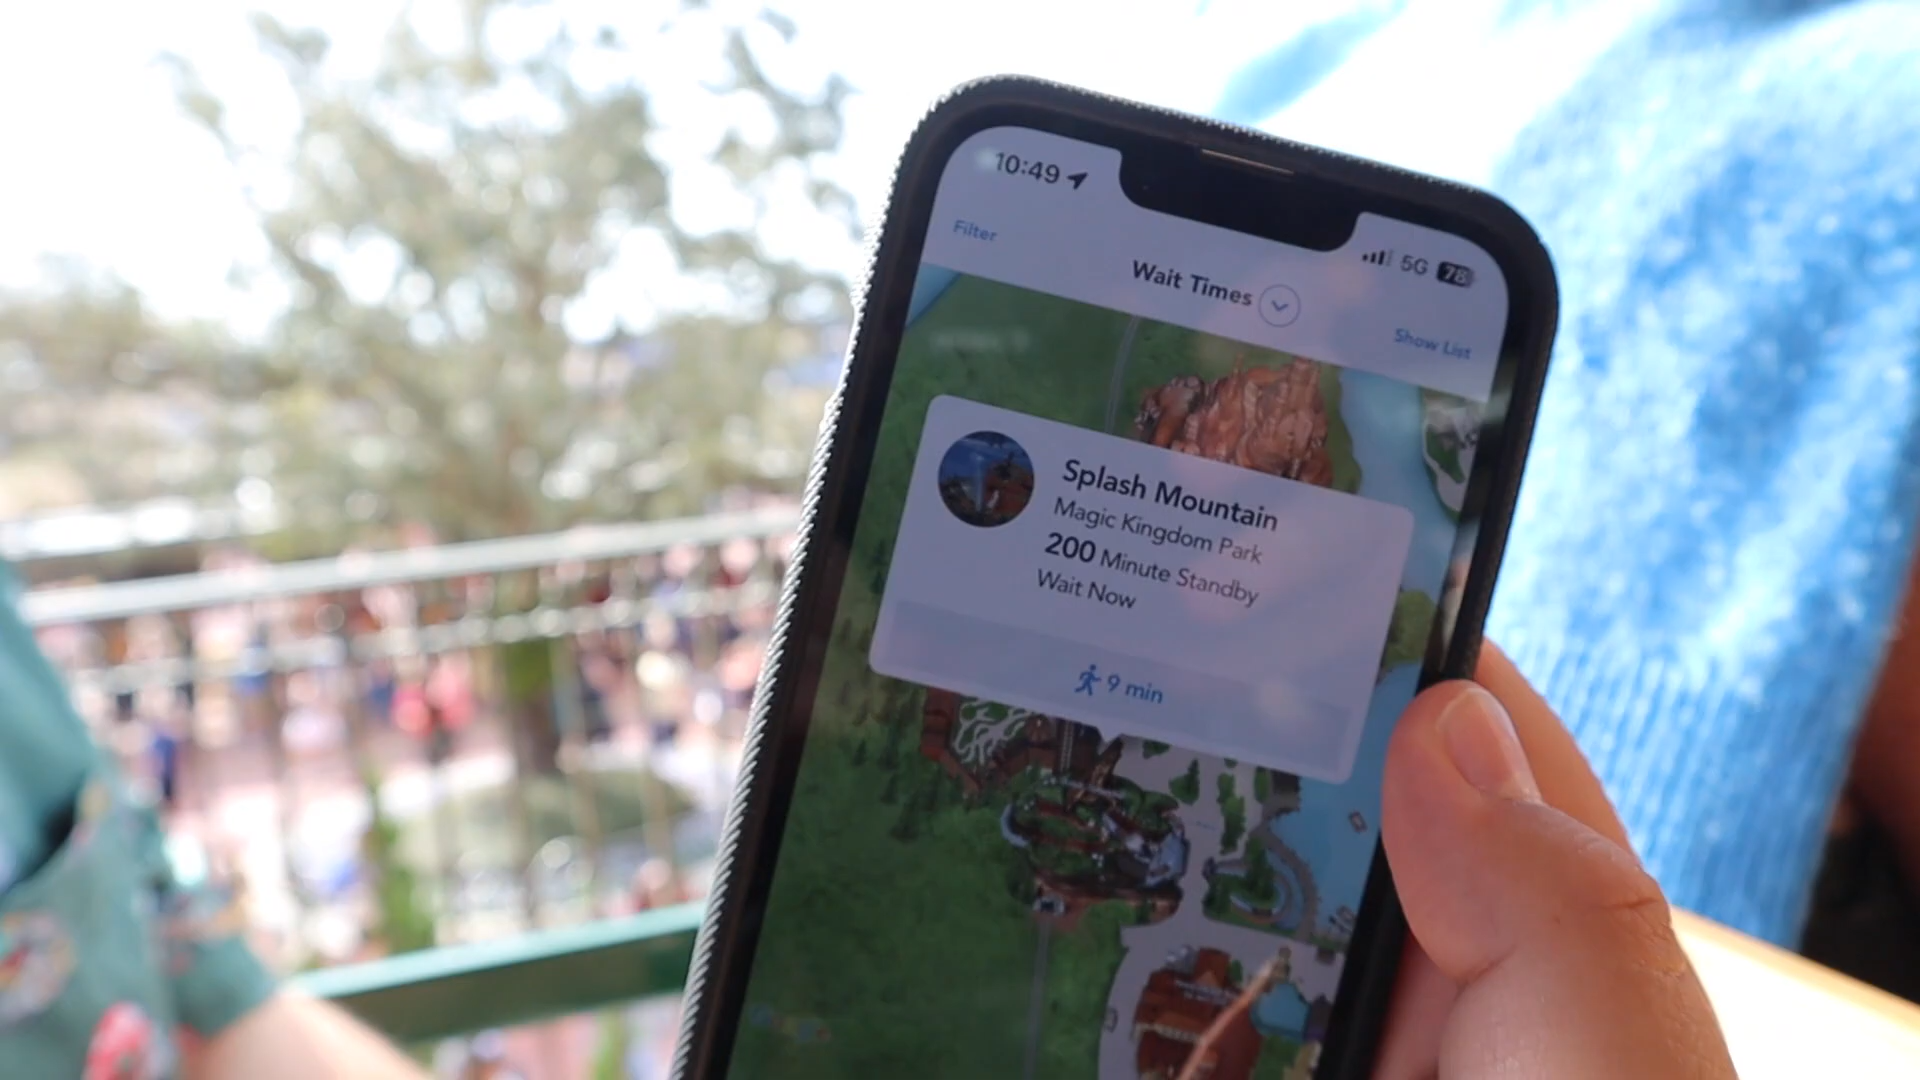 10:49
5G 78
Filter
Wait Times
Show List
Splash Mountain
Magic Kingdom Park
200 Minute Standby
Wait Now
9 min